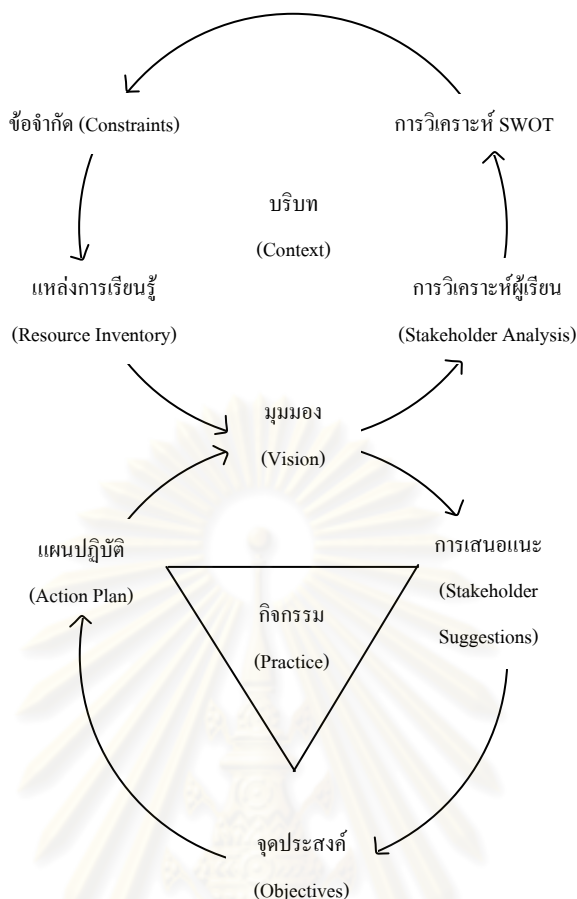 ข้อจำกัด (Constraints)
การวิเคราะห์ SWOT
บริบท
(Context)
แหล่งการเรียนรู้
(Resource Inventory)
การวิเคราะห์ผู้เรียน
(Stakeholder Analysis)
มุมมอง
(Vision)
แผนปฏิบัติ
(Action Plan)
การเสนอแนะ
(Stakeholder
Suggestions)
กิจกรรม
(Practice)
จุดประสงค์
(Objectives)